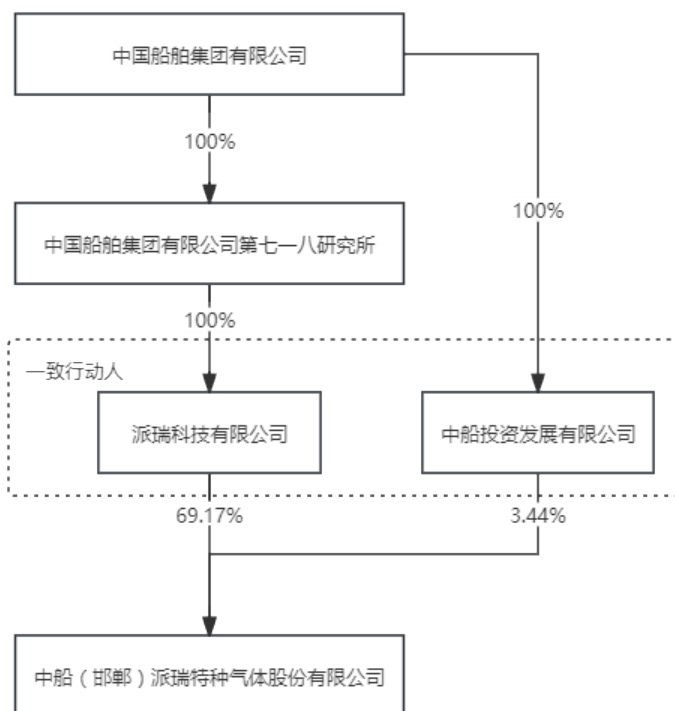 中国船舶集团有限公司
100%
100%
中国船舶集团有限公司第七一八研究所
100%
一致行动人
派瑞科技有限公司
中船投资发展有限公司
69.17%
3.44%
中船（邯郸）派瑞特种气体股份有限公司